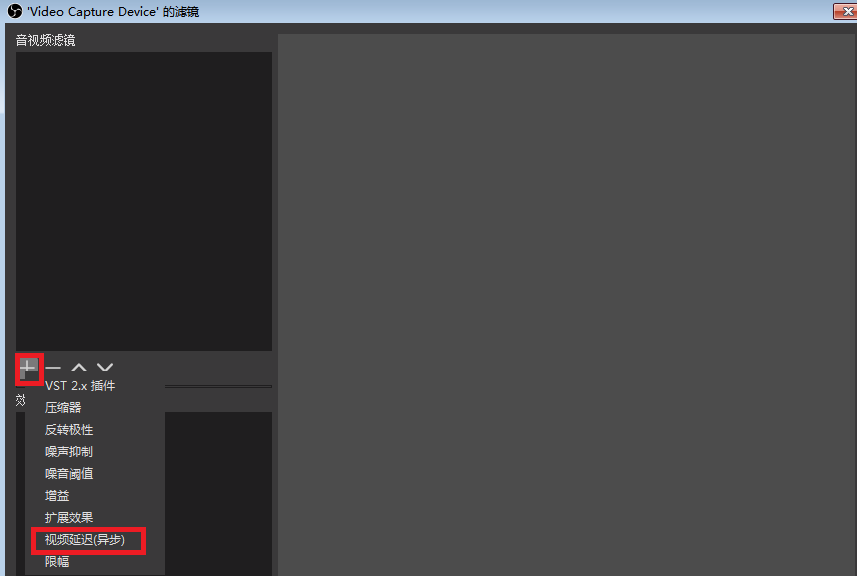 'Video Capture Device' 的滤镜
音视频滤镜
VST 2.x 插件
效
压缩器
反转极性
噪声抑制
噪音阈值
增益
扩展效果
视频延迟(异步)
限幅